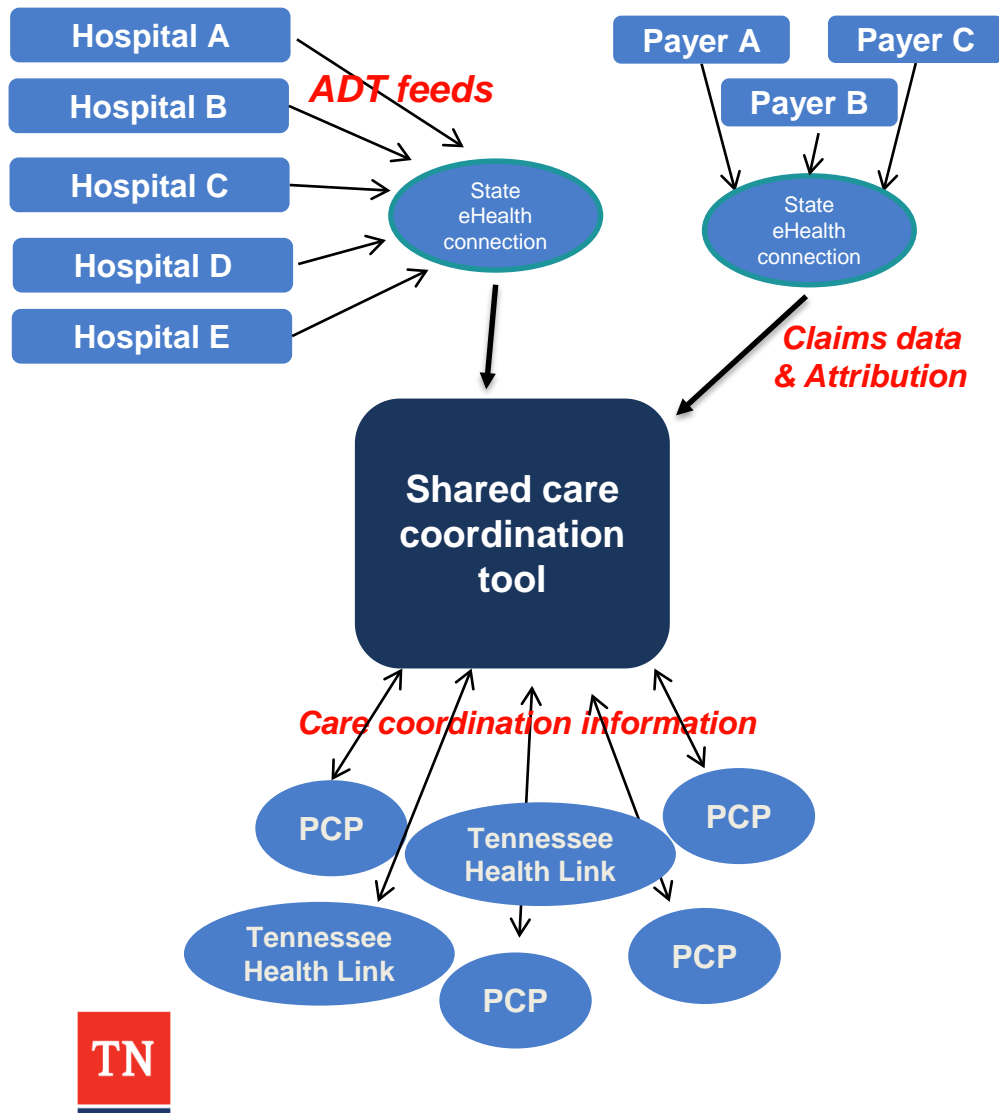 Hospital A
Hospital B
Hospital C
Hospital D
Hospital E
ADT feeds
State
eHealth
connection
Payer A
Payer C
Payer B
State
eHealth
connection
Claims data
& Attribution
Shared care
coordination
tool
Care coordination information
PCP
Tennessee
Health Link
PCP
Tennessee
Health Link
PCP
PCP
TN